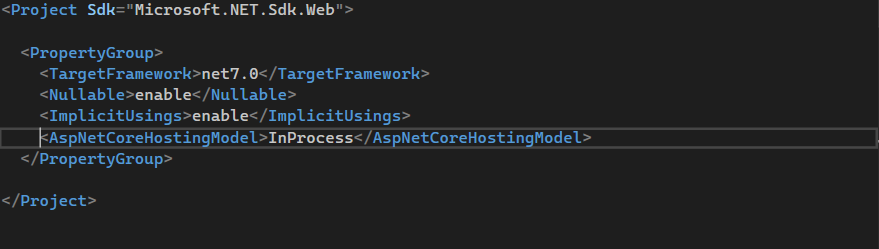 <Project Sdk="Microsoft.NET.Sdk.Web">
<PropertyGroup>
<TargetFramework>net7.0</TargetFramework>
<Nullable>enable</Nullable>
<ImplicitUsings>enable</ImplicitUsings>
<AspNetCoreHostingModel>InProcess</AspNetCoreHostingModel>
</PropertyGroup>
</Project>